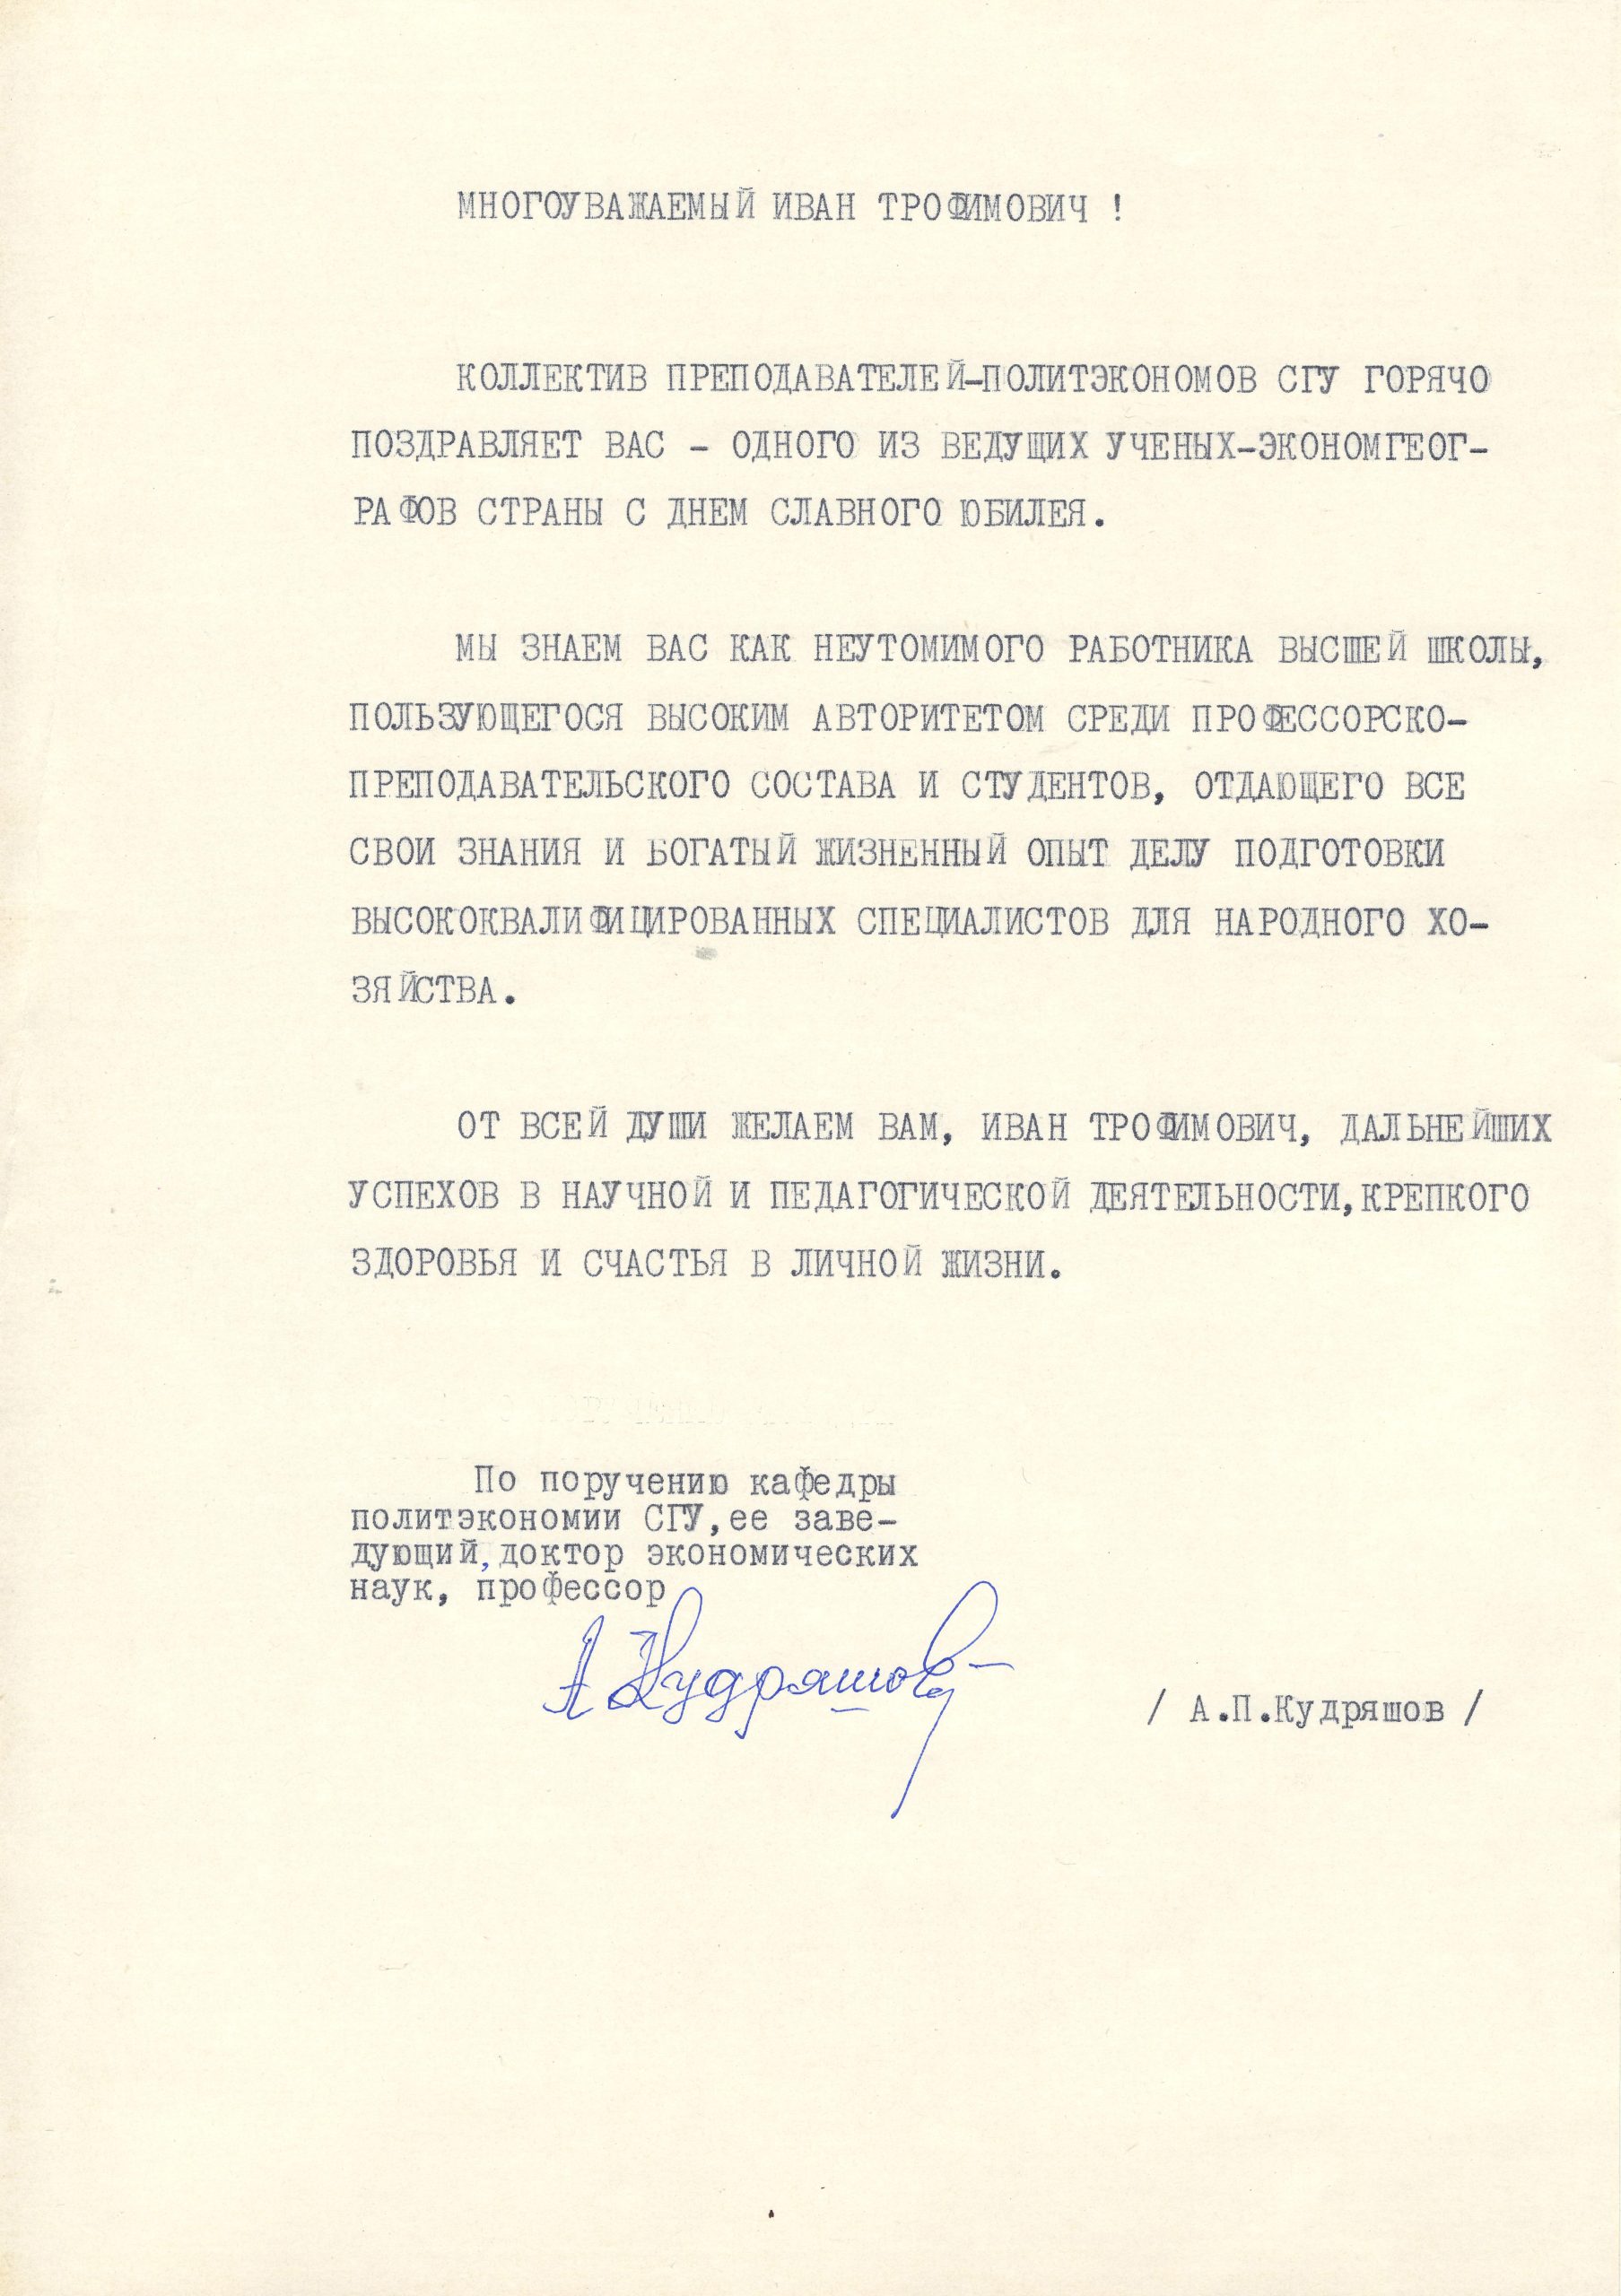 МНОГОУВАЖАЕМЫЙ ИВАН ТРОФИМОВИЧ !
КОЛЛЕКТИВ ПРЕПОДАВАТЕЛЕЙ-ПОЛИТЭКОНОМОВ СГУ ГОРЯЧО
ПОЗДРАВЛЯЕТ ВАС - ОДНОГО ИЗ ВЕДУЩИХ УЧЕНЫХ-ЭКОНОМГЕОГ-
РАФОВ СТРАНЫ С ДНЕМ СЛАВНОГО ЮБИЛЕЯ.
МЫ ЗНАЕМ ВАС КАК НЕУТОМИМОГО РАБОТНИКА ВЫСШЕЙ ШКОЛЫ,
ПОЛЬЗУЮЩЕГОСЯ ВЫСОКИМ АВТОРИТЕТОМ СРЕДИ ПРОФЕССОРСКО-
ПРЕПОДАВАТЕЛЬСКОГО СОСТАВА И СТУДЕНТОВ, ОТДАЮЩЕГО ВСЕ
СВОИ ЗНАНИЯ И БОГАТЫЙ ЖИЗНЕННЫЙ ОПЫТ ДЕЛУ ПОДГОТОВКИ
ВЫСОКОКВАЛИФИЦИРОВАННЫХ СПЕЦИАЛИСТОВ ДЛЯ НАРОДНОГО ХО-
ЗЯЙСТВА.
ОТ ВСЕЙ ДУШИ ЖЕЛАЕМ ВАМ, ИВАН ТРОФИМОВИЧ, ДАЛЬНЕЙШИХ
УСПЕХОВ В НАУЧНОЙ И ПЕДАГОГИЧЕСКОЙ ДЕЯТЕЛЬНОСТИ,КРЕПКОГО
ЗДОРОВЬЯ И СЧАСТЬЯ В ЛИЧНОЙ ЖИЗНИ.
По поручению кафедры
политэкономии СГУ,ее заве-
дующий,доктор экономических
наук, профессор
А Кудряшов
/ А.П.Кудряшов /